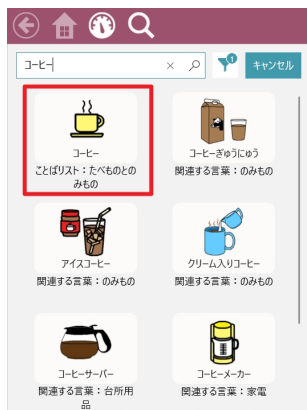 コーヒー
1
キャンセル
コーヒー
ことばリスト：たべものとの
みもの
コーヒーぎゅうにゅう
関連する言葉：のみもの
アイスコーヒー
関連する言葉：のみもの
クリーム入りコーヒー
関連する言葉：のみもの
コーヒーサーバー
関連する言葉：台所用
品
コーヒーメーカー
関連する言葉：家電